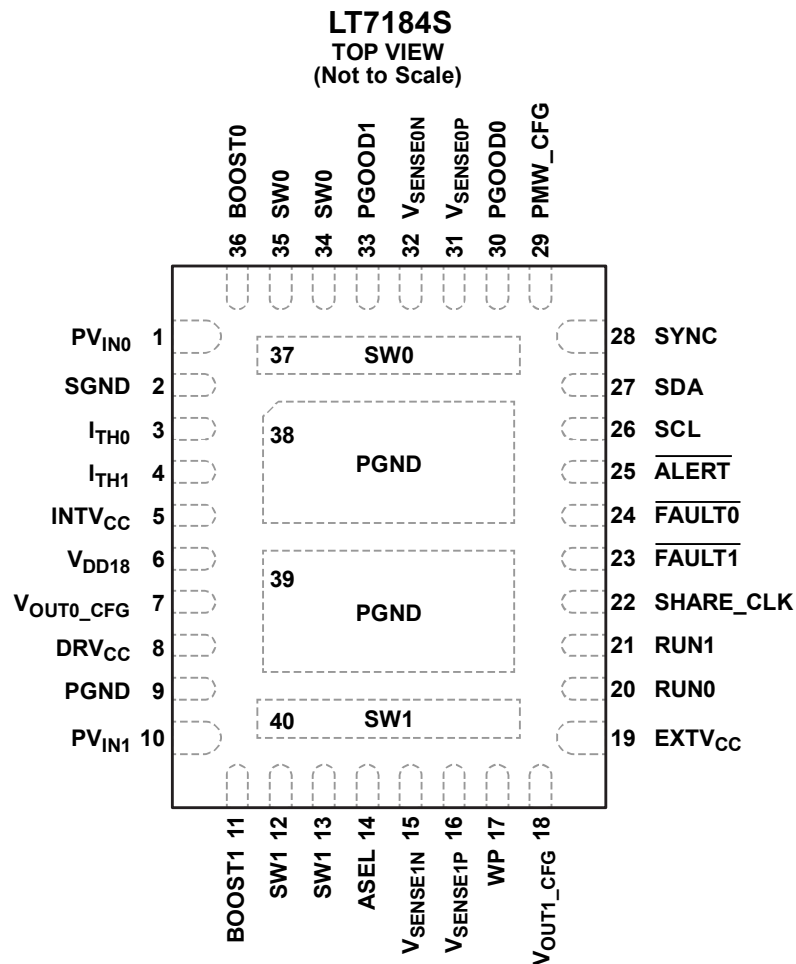 LT7184S
TOP VIEW
(Not to Scale)
36 BOOST0
35 SW0
34 SW0
33 PGOOD1
32 VSENSE0N
31 VSENSE0P
30 PGOOD0
29 PMW_CFG
PVIN0 1
SGND 2
ITH0 3
ITH1 4
INTVCC 5
VDD18 6
VOUT0_CFG 7
DRVCC 8
PGND 9
PVIN1 10
37 SW0
38 PGND
39 PGND
40 SW1
28 SYNC
27 SDA
26 SCL
25 ALERT
24 FAULT0
23 FAULT1
22 SHARE_CLK
21 RUN1
20 RUN0
19 EXTVCC
BOOST1 11
SW1 12
SW1 13
ASEL 14
VSENSE1N 15
VSENSE1P 16
WP 17
VOUT1_CFG 18